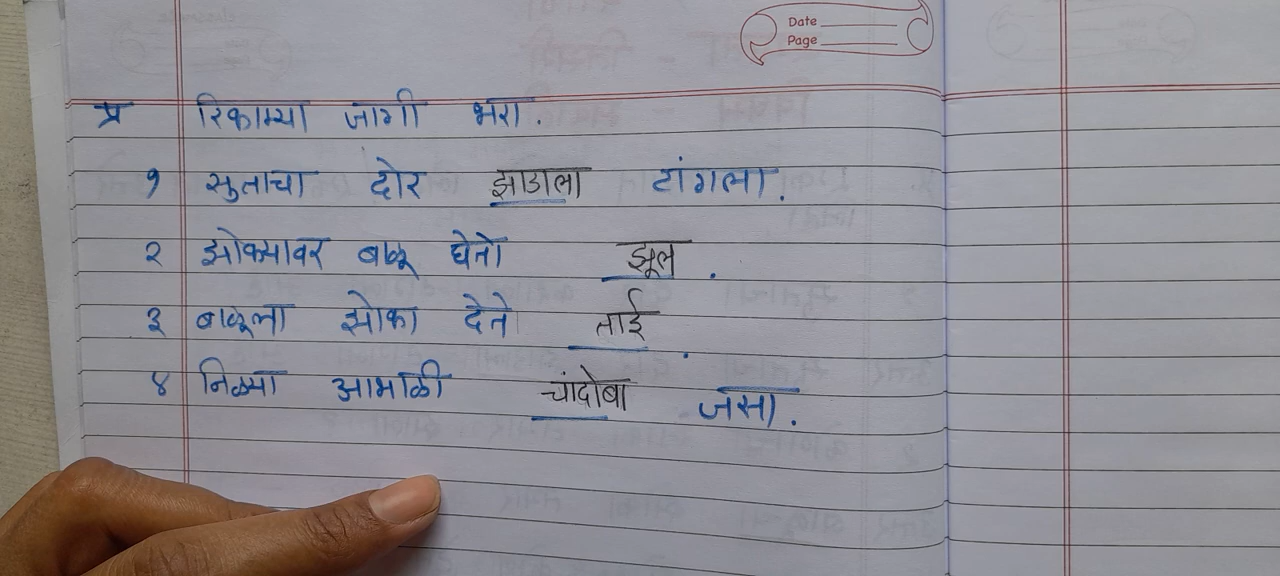 Date
Page
प्र रिकाम्या जागी भरा.
१ सुताचा दोर झाडाला टांगला.
२ झोक्यावर बाळू घेतो झूल.
३ बाळूला झोका देते ताई.
४ निळ्या आभाळी चांदोबा जसा.